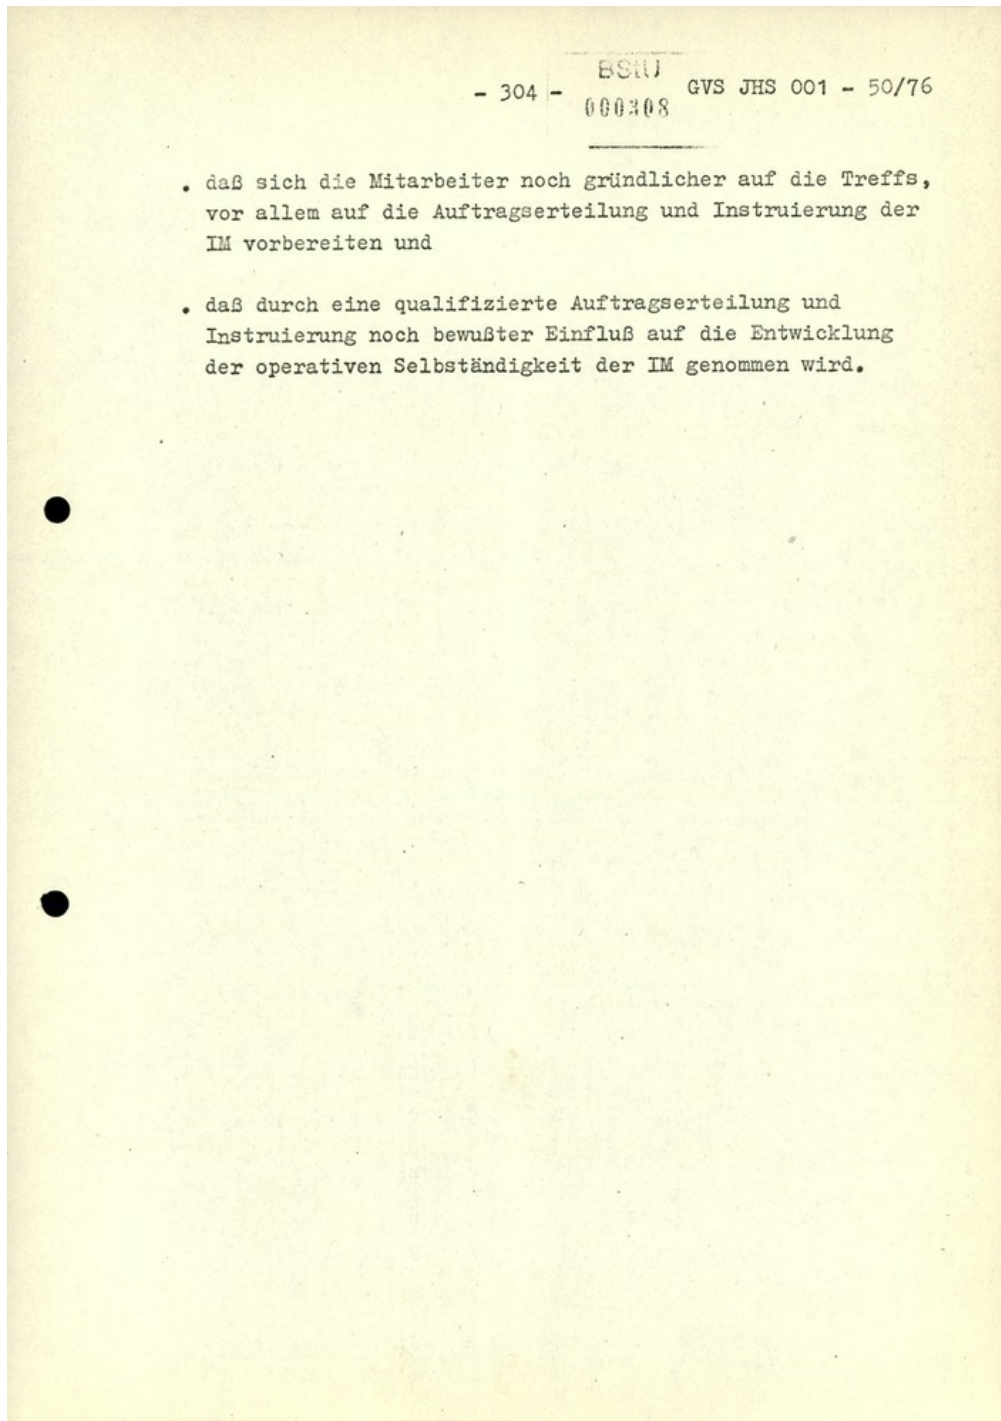 BStU
- 304 - 000308 GVS JHS 001 - 50/76
. daß sich die Mitarbeiter noch gründlicher auf die Treffs,
vor allem auf die Auftragserteilung und Instruierung der
IM vorbereiten und
. daß durch eine qualifizierte Auftragserteilung und
Instruierung noch bewußter Einfluß auf die Entwicklung
der operativen Selbständigkeit der IM genommen wird.